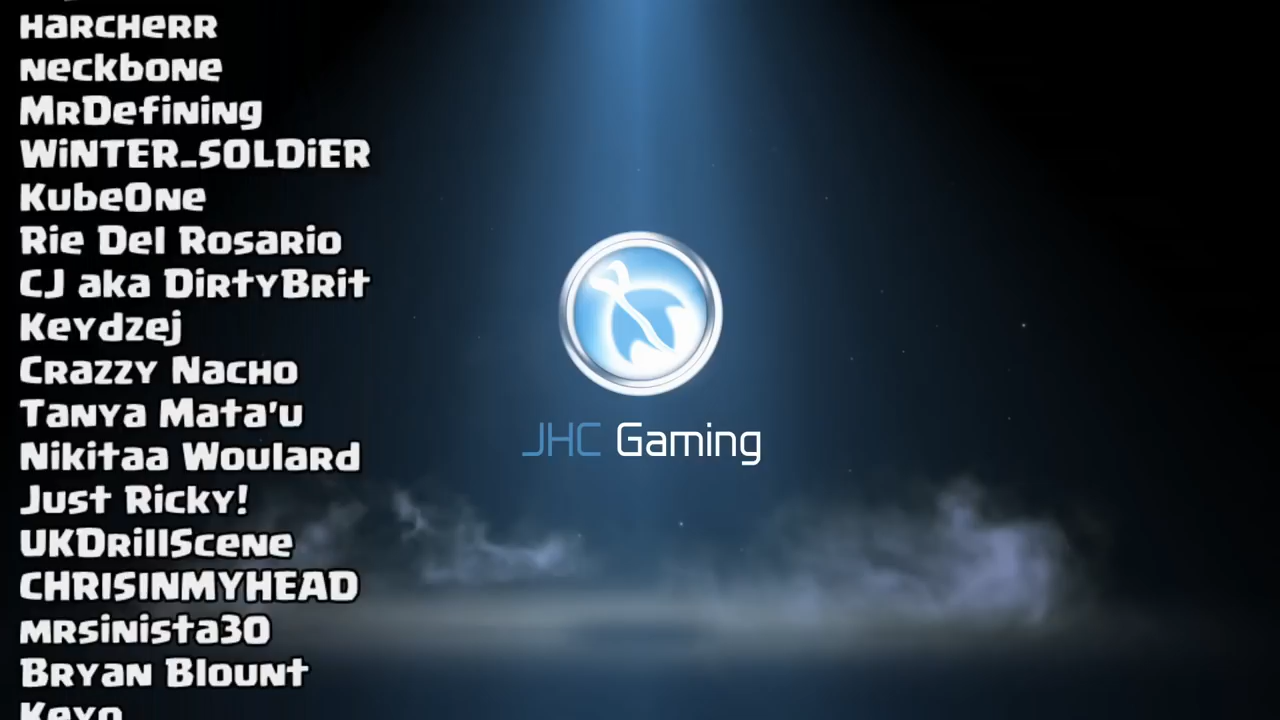 Harcherr
neckbone
MrDefining
WiNTER_SOLDiER
KubeOne
Rie Del Rosario
CJ aka DirtyBrit
Keydzej
Crazzy Nacho
Tanya Mata'u
Nikitaa Woulard
Just Ricky!
UKDrillScene
CHRISINMYHEAD
mrsinista30
Bryan Blount
JHC Gaming